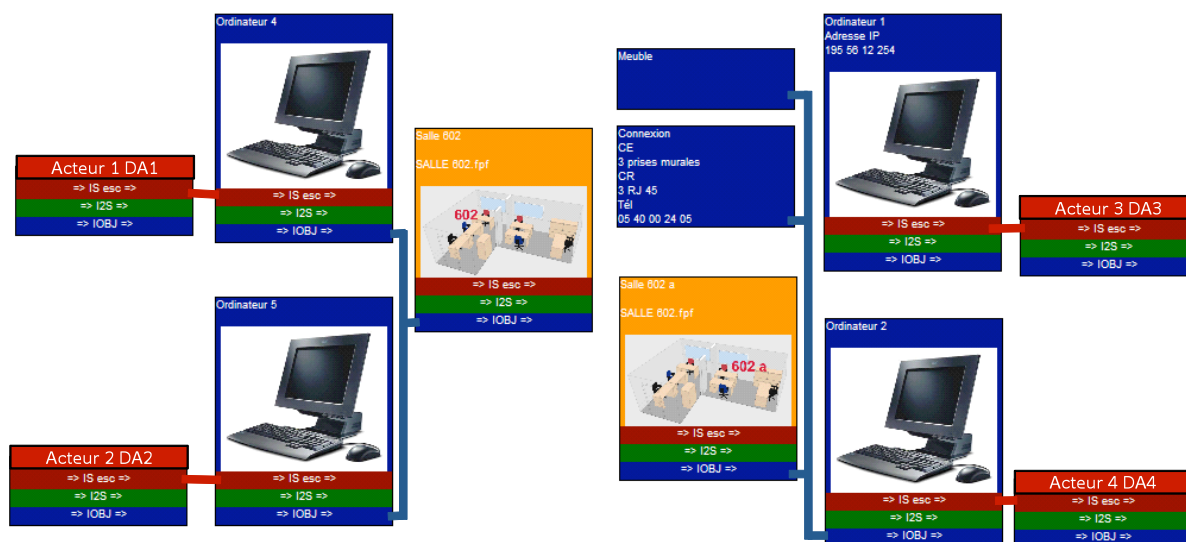 Ordinateur 4
=> IS esc =>
=> I2S =>
=> IOBJ =>
Acteur 1 DA1
=> IS esc =>
=> I2S =>
=> IOBJ =>
Salle 602
SALLE 602.fpf
602
=> IS esc =>
=> I2S =>
=> IOBJ =>
Ordinateur 5
=> IS esc =>
=> I2S =>
=> IOBJ =>
Acteur 2 DA2
=> IS esc =>
=> I2S =>
=> IOBJ =>
Meuble
Connexion
CE
3 prises murales
CR
3 RJ 45
Tél
05 40 00 24 05
Salle 602 a
SALLE 602.fpf
602 a
=> IS esc =>
=> I2S =>
=> IOBJ =>
Ordinateur 1
Adresse IP
195 56 12 254
=> IS esc =>
=> I2S =>
=> IOBJ =>
Acteur 3 DA3
=> IS esc =>
=> I2S =>
=> IOBJ =>
Ordinateur 2
=> IS esc =>
=> I2S =>
=> IOBJ =>
Acteur 4 DA4
=> IS esc =>
=> I2S =>
=> IOBJ =>